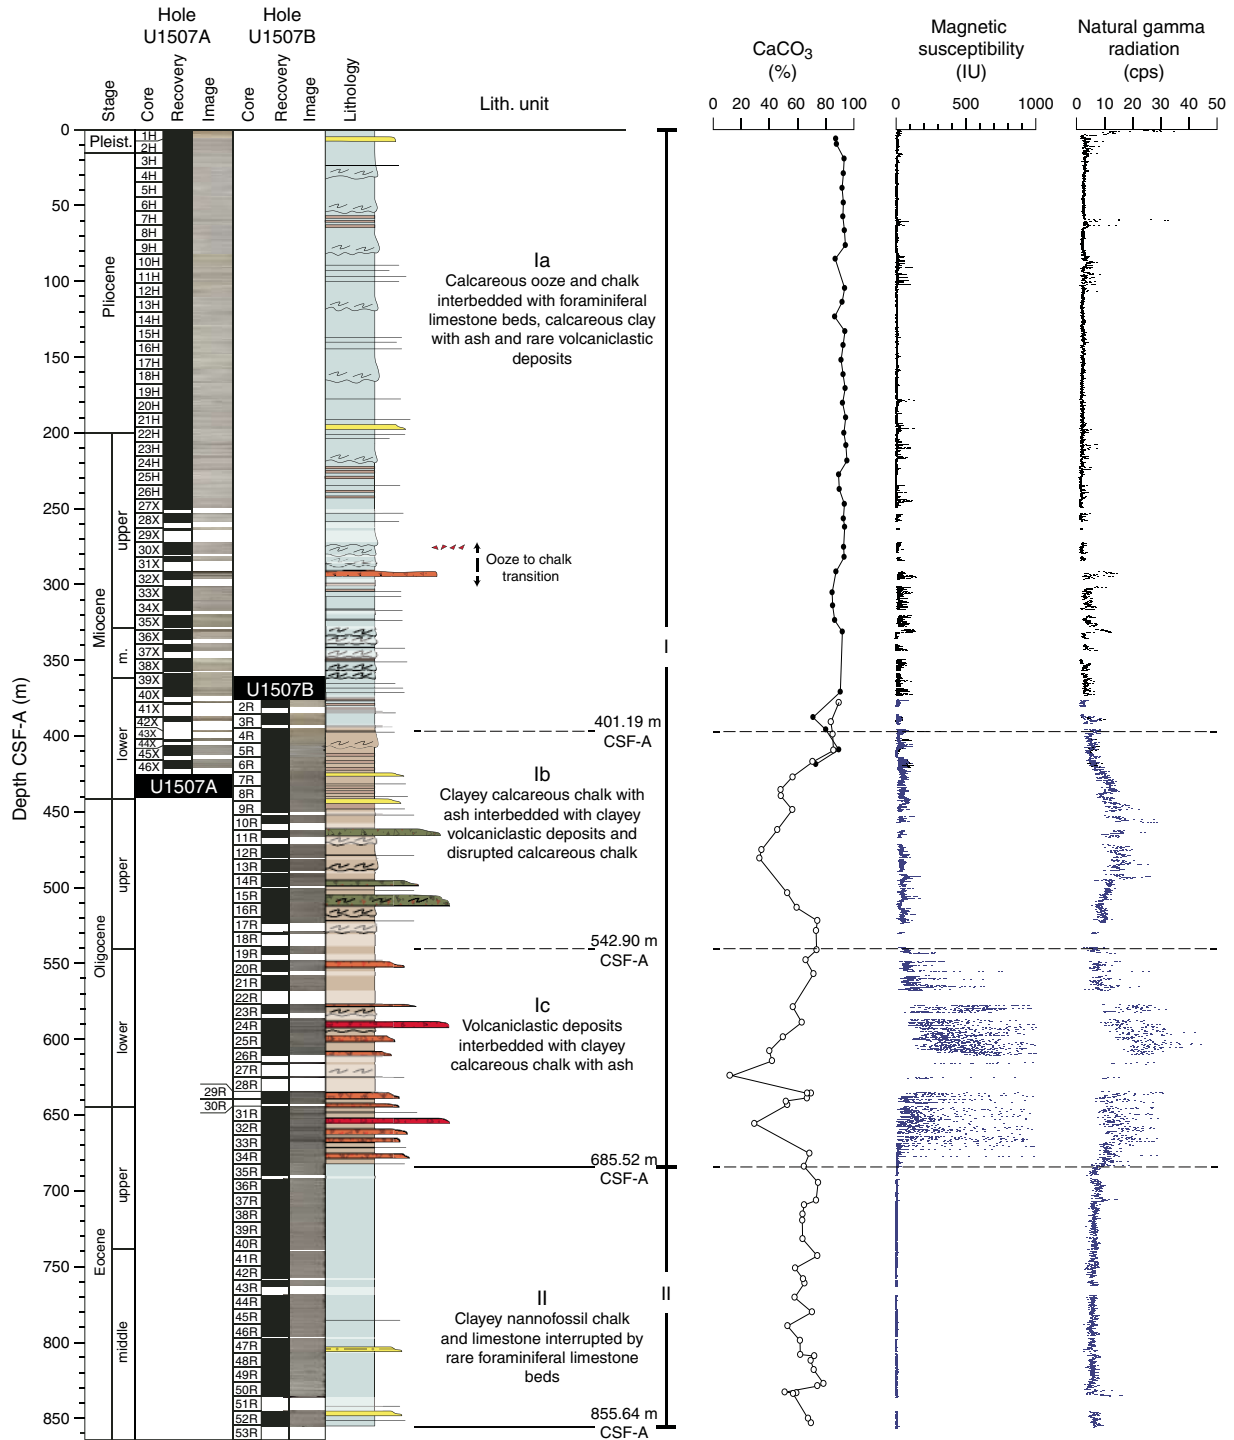 Hole
U1507A
Hole
U1507B
Stage
Core
Recovery
Image
Core
Recovery
Image
Lithology
Lith. unit
CaCO3
(%)
Magnetic
susceptibility
(IU)
Natural gamma
radiation
(cps)
0 20 40 60 80 100
0 500 1000
0 10 20 30 40 50
Depth CSF-A (m)
0
50
100
150
200
250
300
350
400
450
500
550
600
650
700
750
800
850
Pleist.
Pliocene
Miocene
upper
m.
lower
Oligocene
upper
lower
Eocene
upper
middle
1H
2H
3H
4H
5H
6H
7H
8H
9H
10H
11H
12H
13H
14H
15H
16H
17H
18H
19H
20H
21H
22H
23H
24H
25H
26H
27X
28X
29X
30X
31X
32X
33X
34X
35X
36X
37X
38X
39X
40X
41X
42X
43X
44X
45X
46X
U1507A
U1507B
2R
3R
4R
5R
6R
7R
8R
9R
10R
11R
12R
13R
14R
15R
16R
17R
18R
19R
20R
21R
22R
23R
24R
25R
26R
27R
28R
29R
30R
31R
32R
33R
34R
35R
36R
37R
38R
39R
40R
41R
42R
43R
44R
45R
46R
47R
48R
49R
50R
51R
52R
53R
Ia
Calcareous ooze and chalk
interbedded with foraminiferal
limestone beds, calcareous clay
with ash and rare volcaniclastic
deposits
Ooze to chalk
transition
I
401.19 m
CSF-A
Ib
Clayey calcareous chalk with
ash interbedded with clayey
volcaniclastic deposits and
disrupted calcareous chalk
542.90 m
CSF-A
Ic
Volcaniclastic deposits
interbedded with clayey
calcareous chalk with ash
685.52 m
CSF-A
II
II
Clayey nannofossil chalk
and limestone interrupted by
rare foraminiferal limestone
beds
855.64 m
CSF-A